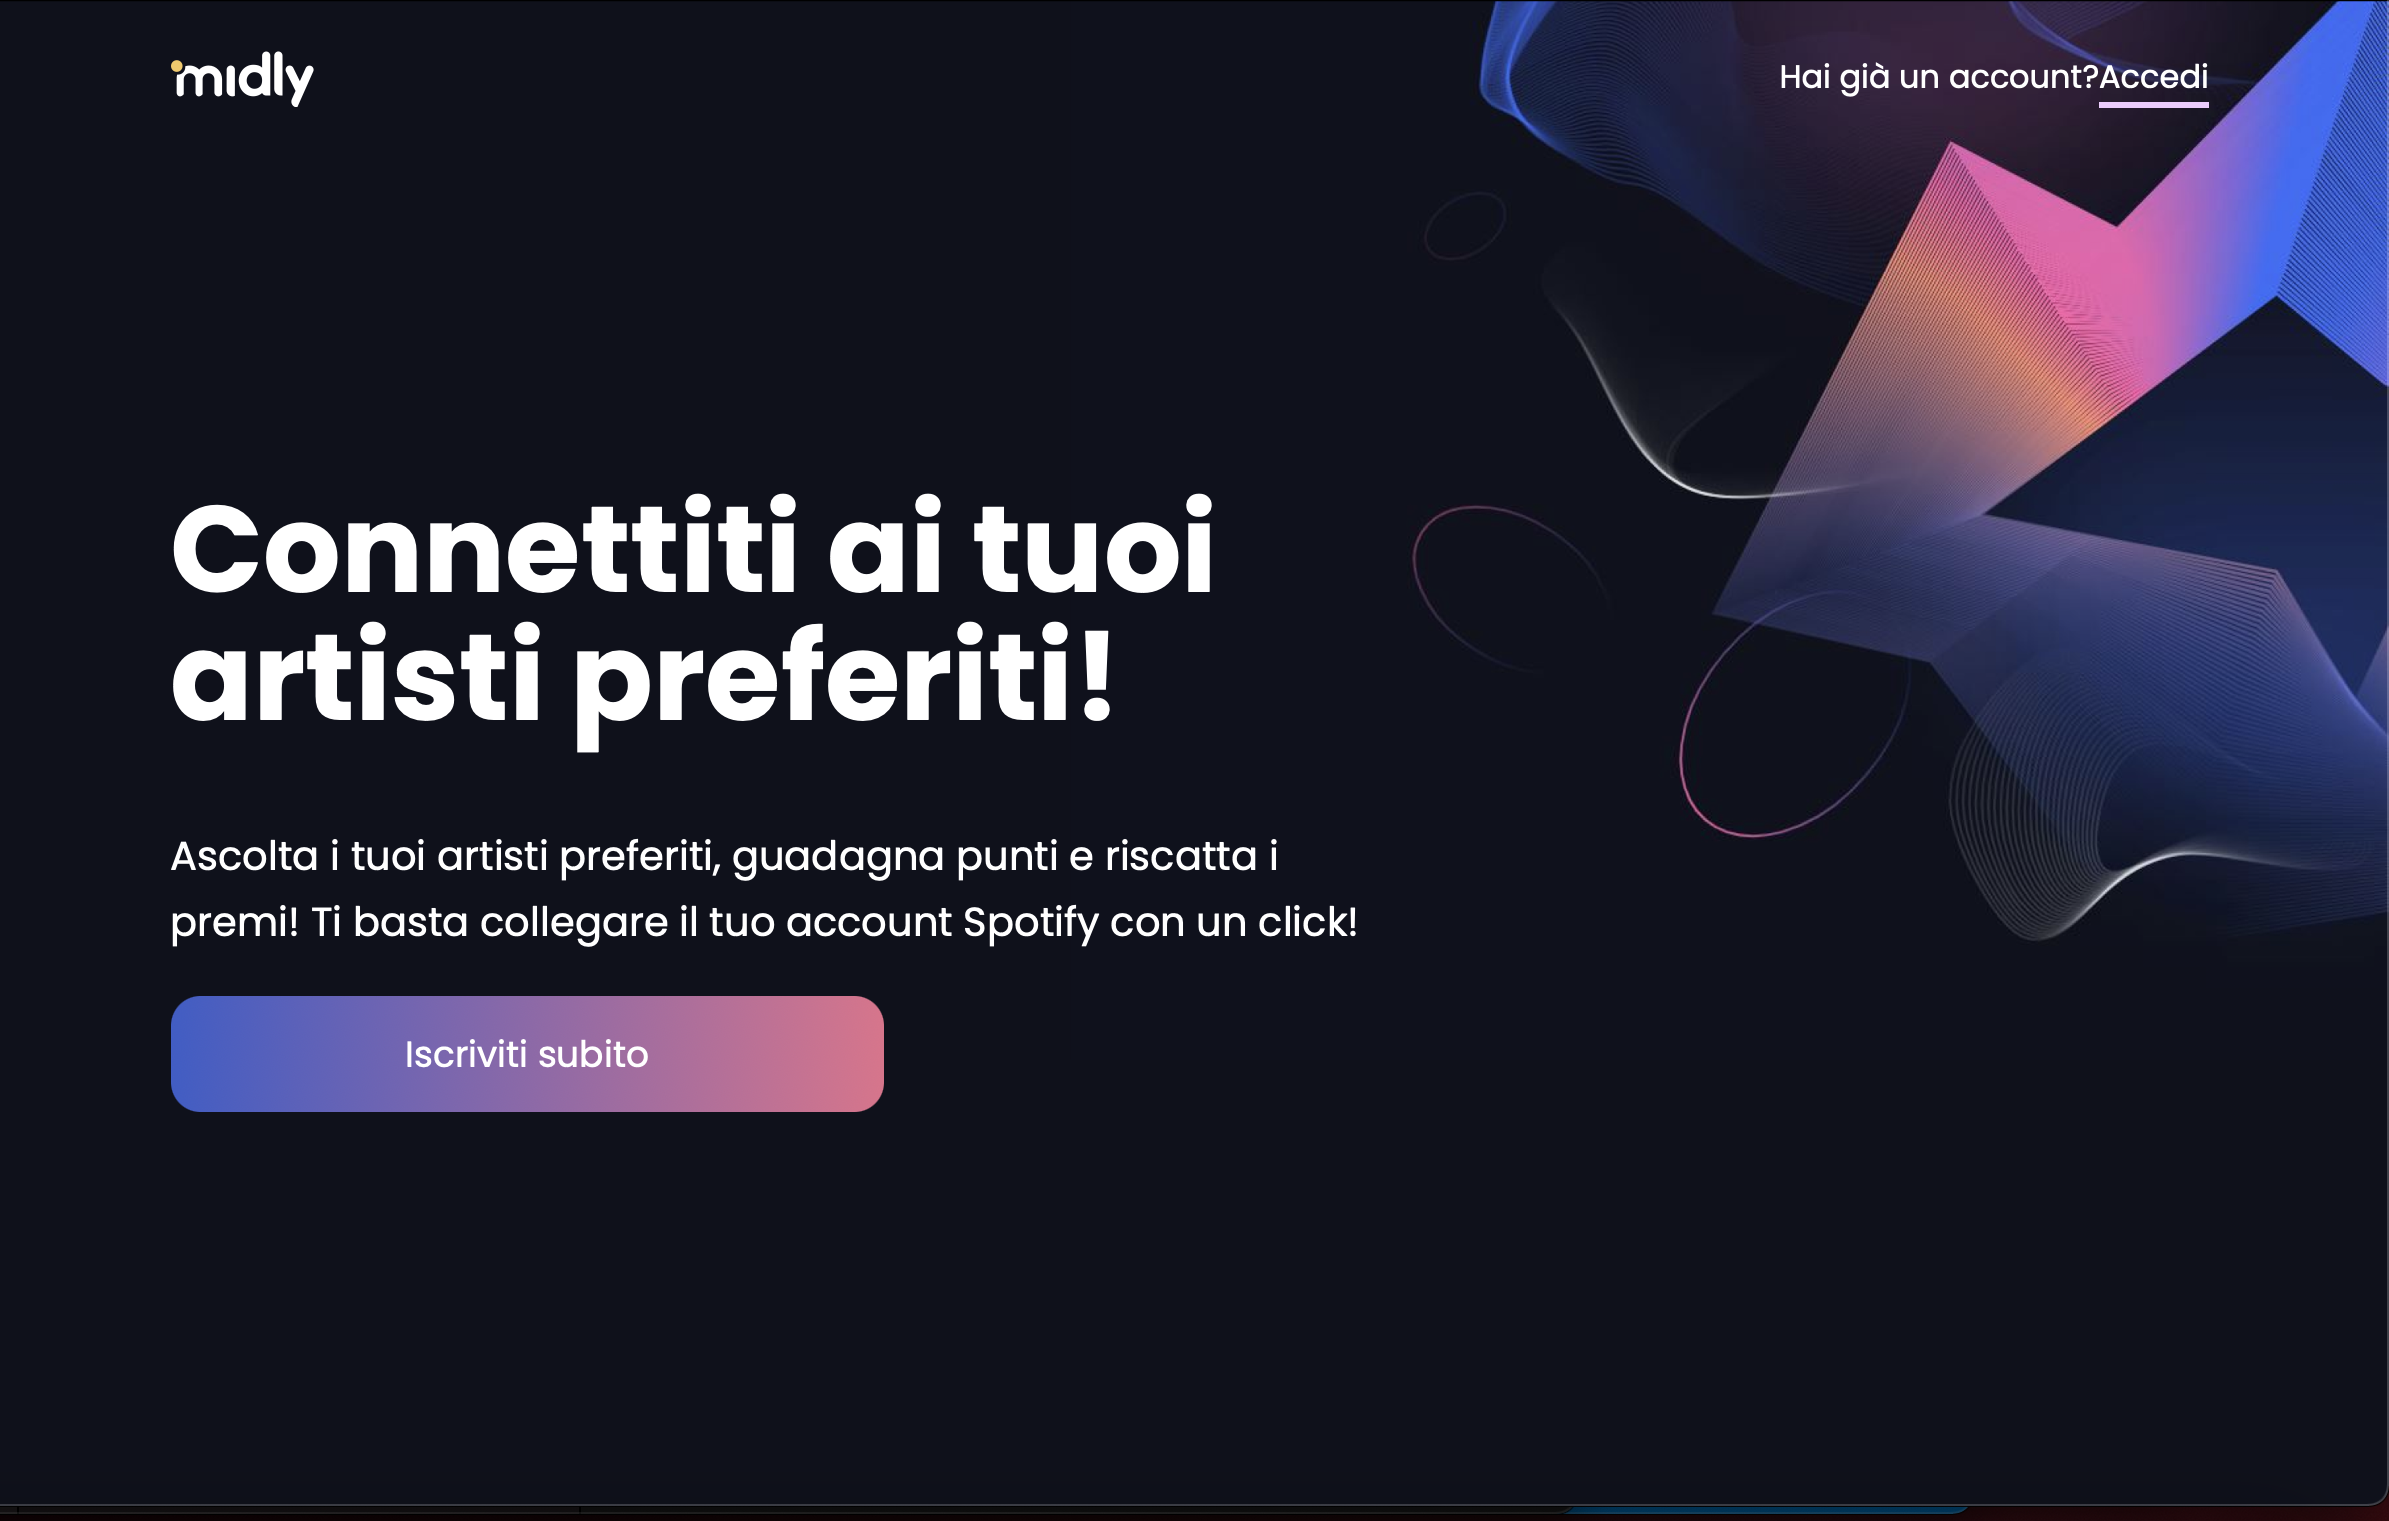 midly
Hai già un account?Accedi
Connettiti ai tuoi
artisti preferiti!
Ascolta i tuoi artisti preferiti, guadagna punti e riscatta i
premi! Ti basta collegare il tuo account Spotify con un click!
Iscriviti subito